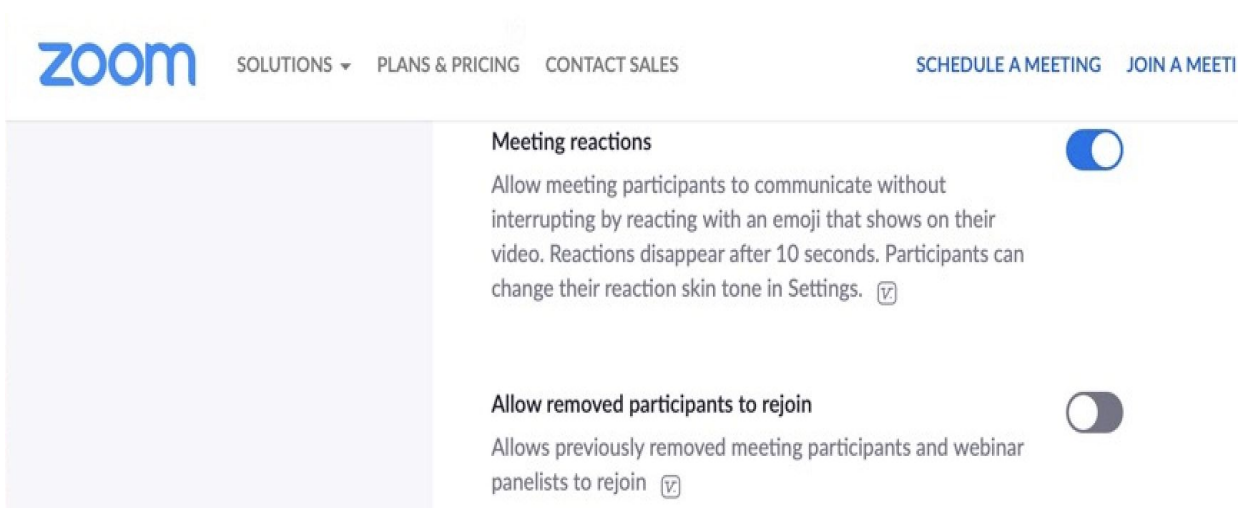 zoom SOLUTIONS PLANS & PRICING CONTACT SALES SCHEDULE A MEETING JOIN A MEETI
Meeting reactions
Allow meeting participants to communicate without
interrupting by reacting with an emoji that shows on their
video. Reactions disappear after 10 seconds. Participants can
change their reaction skin tone in Settings. V
Allow removed participants to rejoin
Allows previously removed meeting participants and webinar
panelists to rejoin V